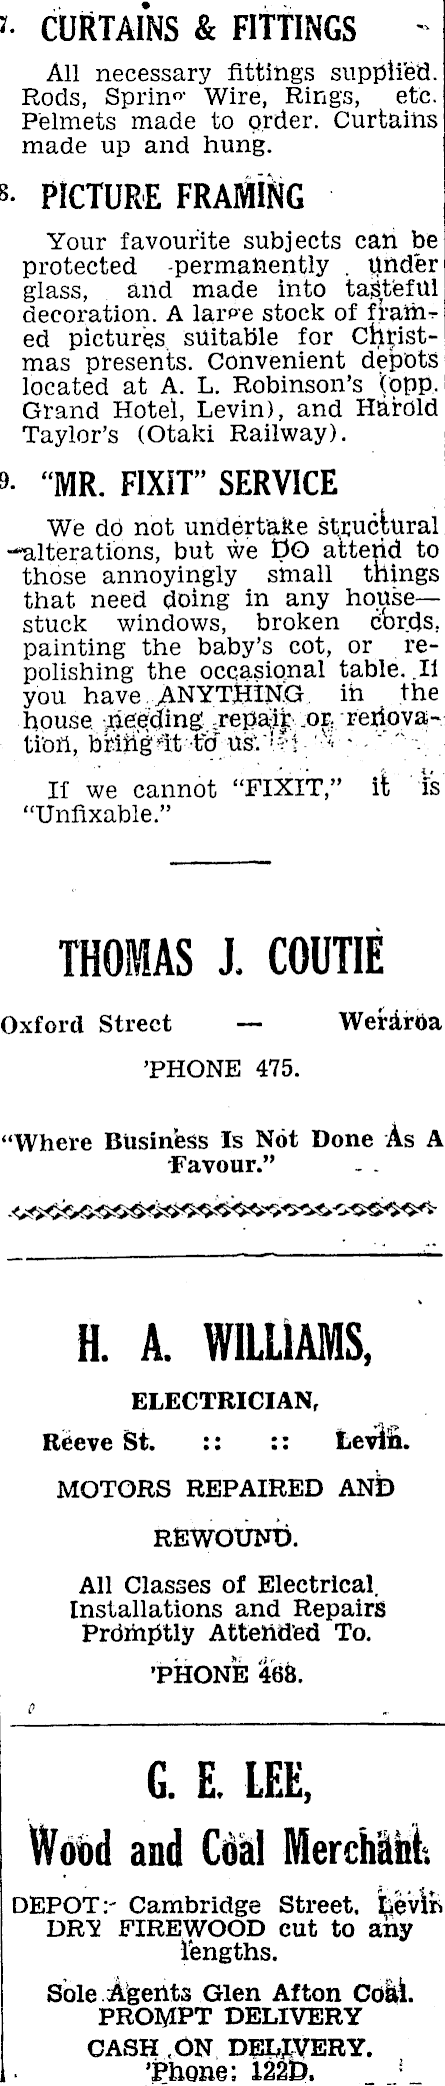 7. CURTAINS & FITTINGS
All necessary fittings supplied.
Rods, Spring Wire, Rings, etc.
Pelmets made to order. Curtains
made up and hung.
8. PICTURE FRAMING
Your favourite subjects can be
protected permanently under
glass, and made into tasteful
decoration. A large stock of fram-
ed pictures suitable for Christ-
mas presents. Convenient depots
located at A. L. Robinson's (opp.
Grand Hotel, Levin), and Harold
Taylor's (Otaki Railway).
9. "MR. FIXIT" SERVICE
We do not undertake structural
alterations, but we DO attend to
those annoyingly small things
that need doing in any house—
stuck windows, broken cords,
painting the baby's cot, or re-
polishing the occasional table. If
you have ANYTHING in the
house needing repair or renova-
tion, bring it to us.
If we cannot "FIXIT," it is
"Unfixable."
THOMAS J. COUTIE
Oxford Street — Weraroa
'PHONE 475.
"Where Business Is Not Done As A
Favour."
H. A. WILLIAMS,
ELECTRICIAN,
Reeve St. :: :: Levin.
MOTORS REPAIRED AND
REWOUND.
All Classes of Electrical
Installations and Repairs
Promptly Attended To.
'PHONE 468.
G. E. LEE,
Wood and Coal Merchant.
DEPOT:- Cambridge Street, Levin
DRY FIREWOOD cut to any
lengths.
Sole Agents Glen Afton Coal.
PROMPT DELIVERY
CASH ON DELIVERY.
'Phone: 122D.